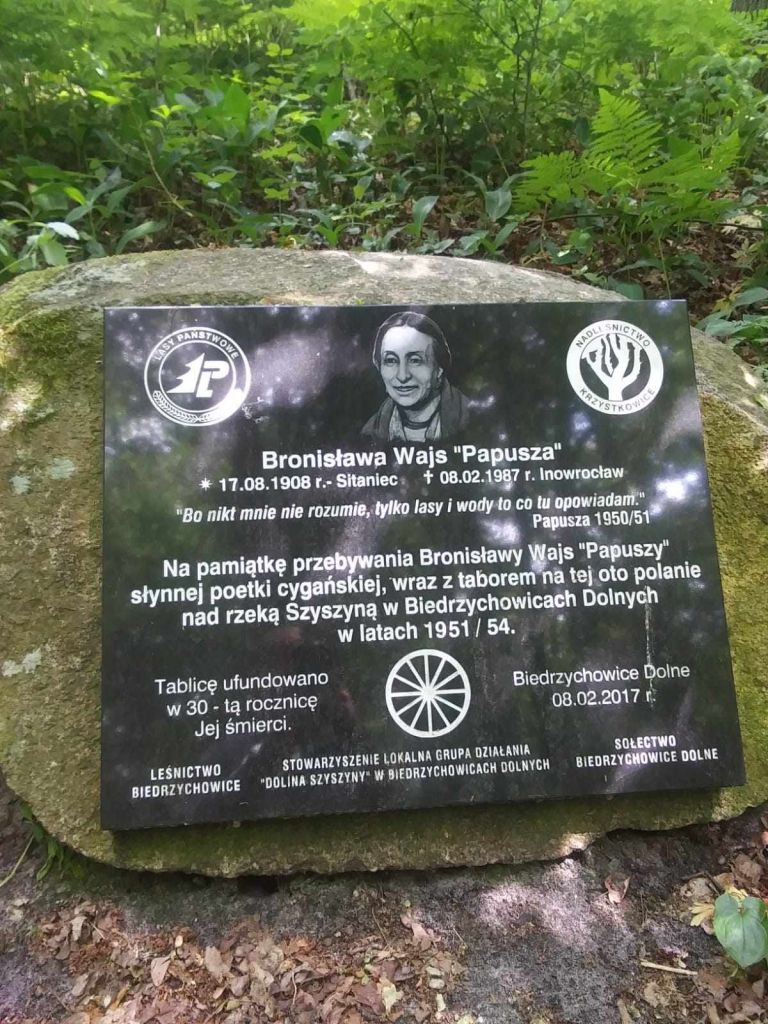 LASY PAŃSTWOWE
PL
NADLEŚNICTWO
KRZYSTKOWICE
Bronisława Wajs "Papusza"
* 17.08.1908 r.- Sitaniec † 08.02.1987 r. Inowrocław
"Bo nikt mnie nie rozumie, tylko lasy i wody to co tu opowiadam."
Papusza 1950/51
Na pamiątkę przebywania Bronisławy Wajs "Papuszy"
słynnej poetki cygańskiej, wraz z taborem na tej oto polanie
nad rzeką Szyszyną w Biedrzychowicach Dolnych
w latach 1951 / 54.
Tablicę ufundowano
w 30 - tą rocznicę
Jej śmierci.
Biedrzychowice Dolne
08.02.2017 r.
LEŚNICTWO
BIEDRZYCHOWICE
STOWARZYSZENIE LOKALNA GRUPA DZIAŁANIA
"DOLINA SZYSZYNY" W BIEDRZYCHOWICACH DOLNYCH
SOŁECTWO
BIEDRZYCHOWICE DOLNE